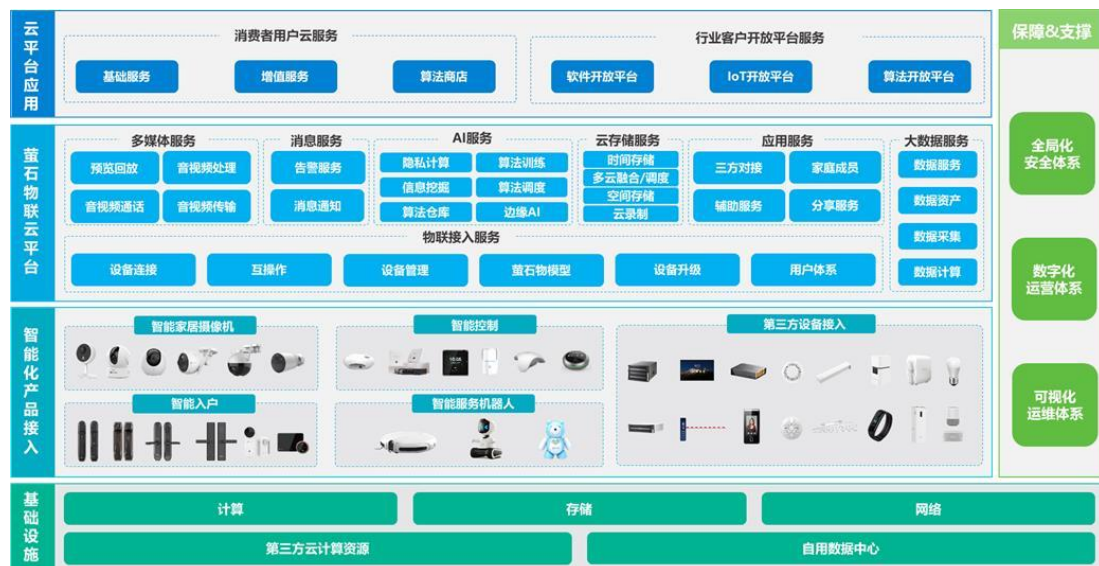 云平台应用
消费者用户云服务
基础服务
增值服务
算法商店
行业客户开放平台服务
软件开放平台
IoT开放平台
算法开放平台
萤石物联云平台
多媒体服务
预览回放
音视频处理
音视频通话
音视频传输
消息服务
告警服务
消息通知
AI服务
隐私计算
算法训练
信息挖掘
算法调度
算法仓库
边缘AI
云存储服务
时间存储
多云融合/调度
空间存储
云录制
应用服务
三方对接
家庭成员
辅助服务
分享服务
大数据服务
数据服务
数据资产
数据采集
数据计算
物联接入服务
设备连接
互操作
设备管理
萤石物模型
设备升级
用户体系
智能化产品接入
智能家居摄像机
智能控制
第三方设备接入
智能入户
智能服务机器人
基础设施
计算
存储
网络
第三方云计算资源
自用数据中心
保障&支撑
全局化
安全体系
数字化
运营体系
可视化
运维体系